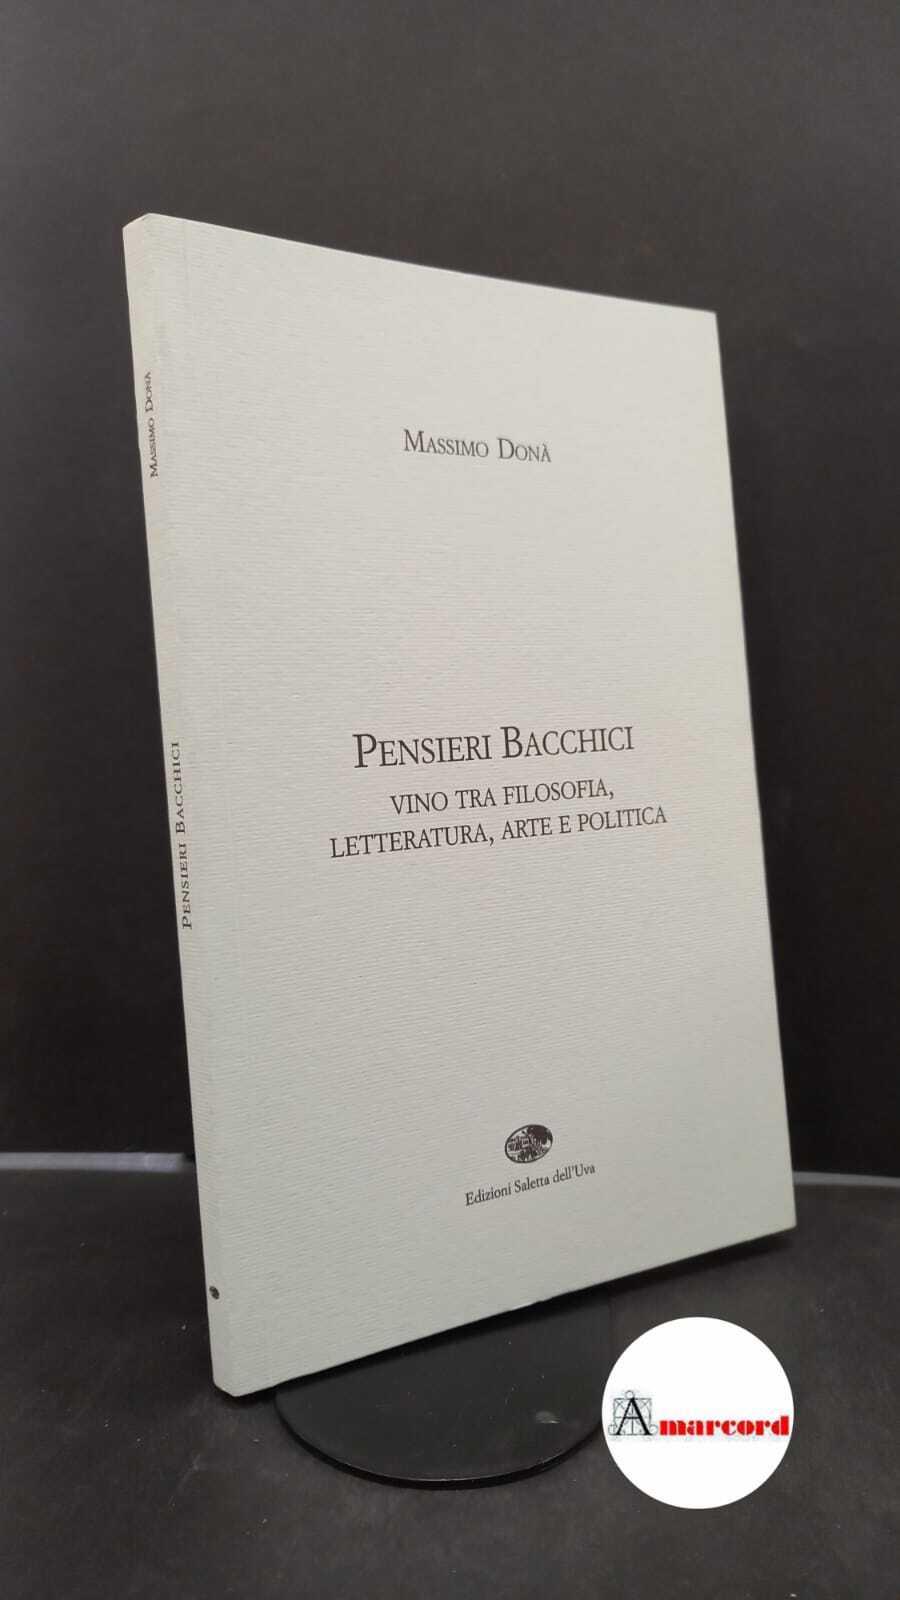 Massimo Donà
Pensieri Bacchici
VINO TRA FILOSOFIA,
LETTERATURA, ARTE E POLITICA
Edizioni Saletta dell'Uva
Massimo Donà
Pensieri Bacchici
Amarcord